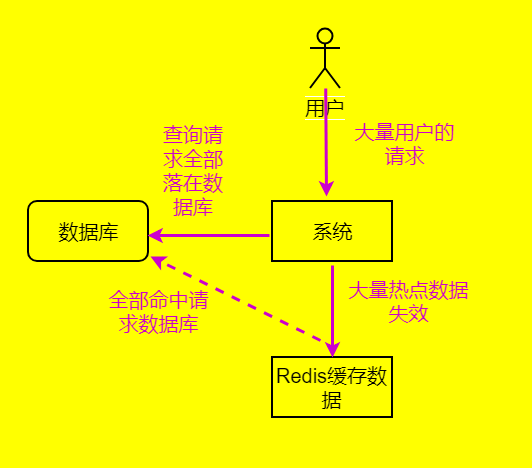 用户
大量用户的
请求
查询请
求全部
落在数
据库
数据库
系统
全部命中请
求数据库
大量热点数据
失效
Redis缓存数
据